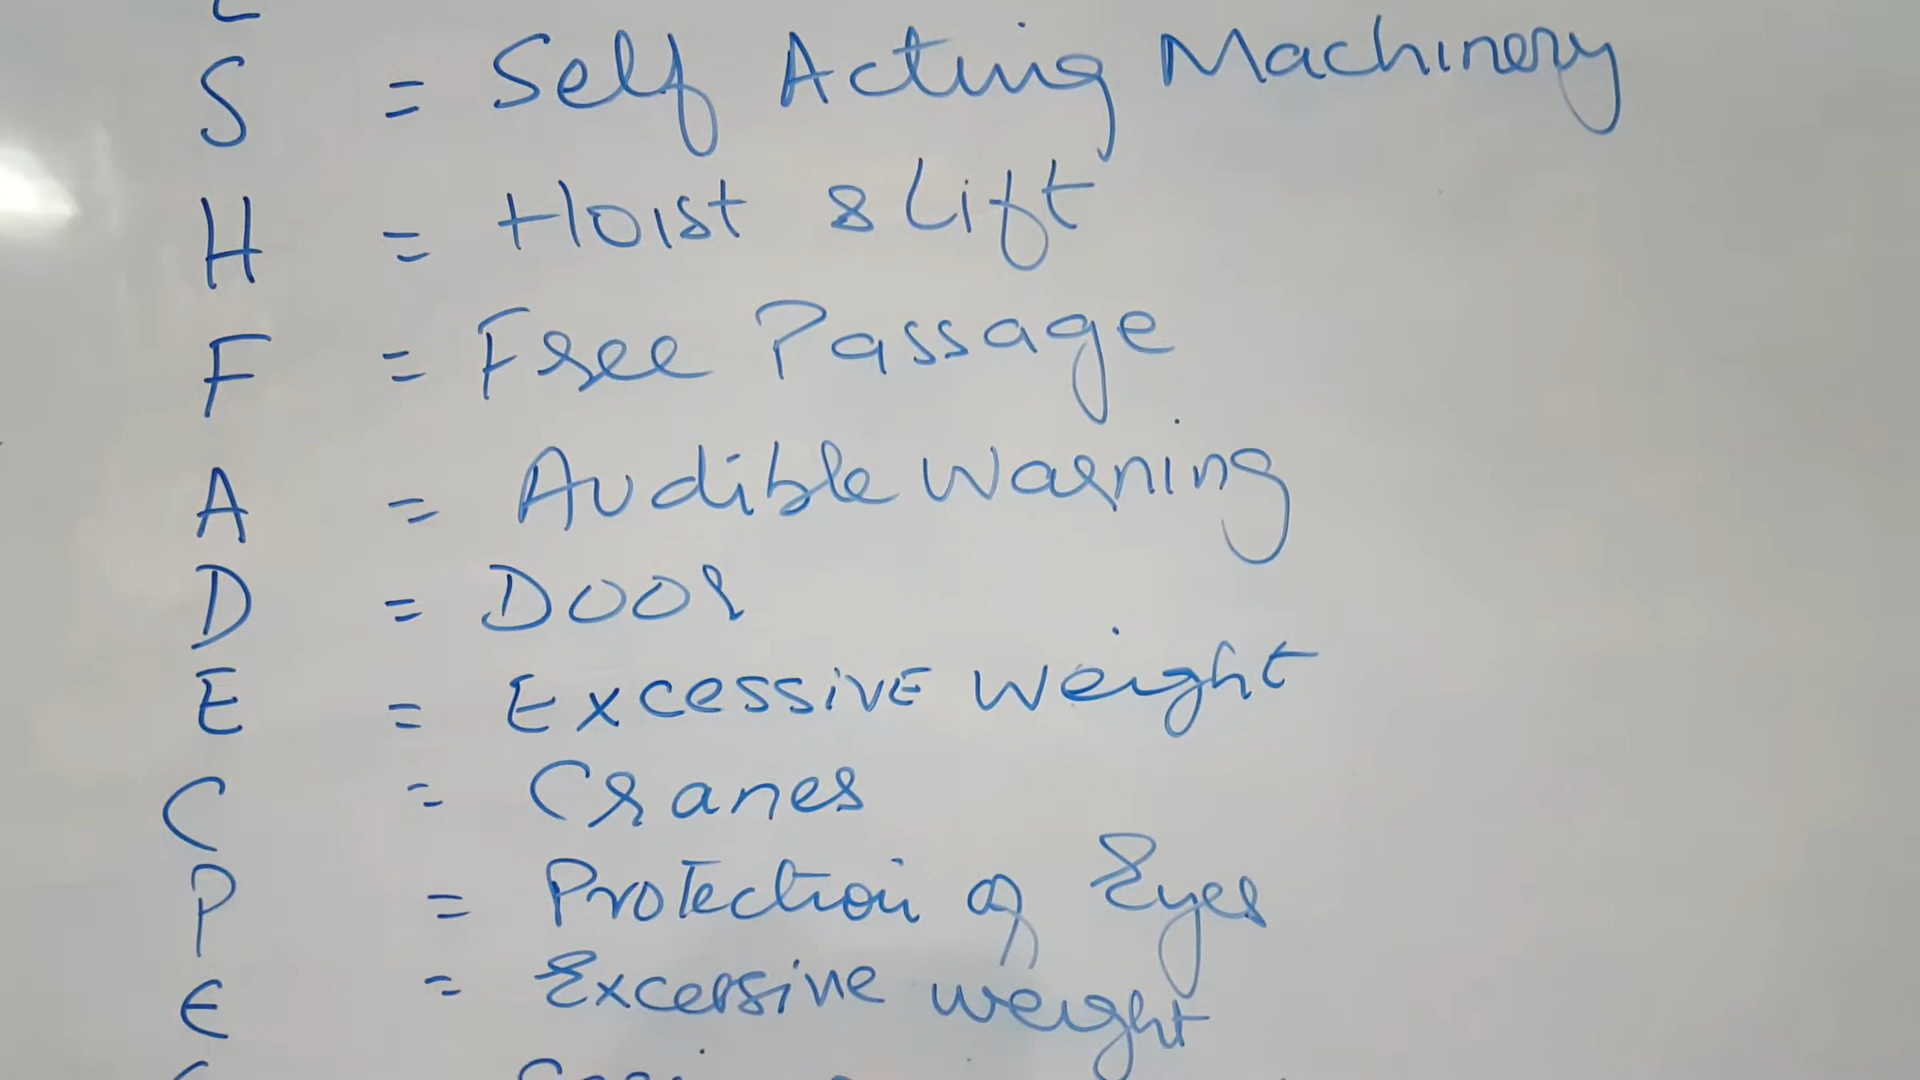 S = Self Acting Machinery
H = Hoist & Lift
F = Free Passage
A = Audible Warning
D = Door
E = Excessive Weight
C = Cranes
P = Protection of Eyes
E = Excessive weight